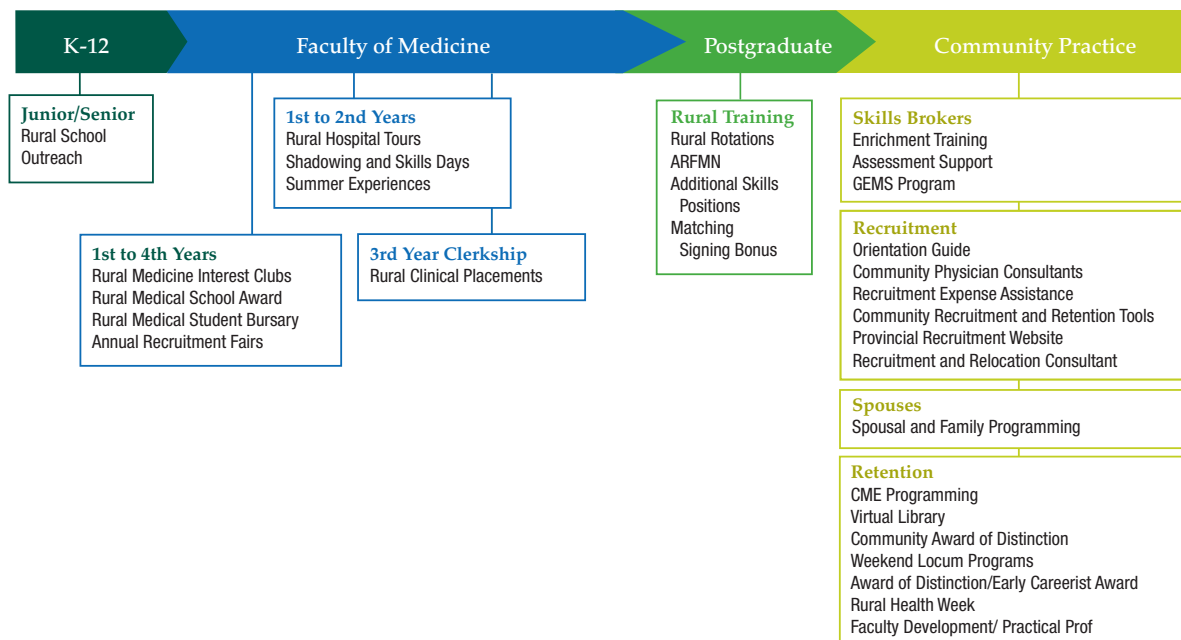 K-12
Faculty of Medicine
Postgraduate
Community Practice
Junior/Senior
Rural School
Outreach
1st to 2nd Years
Rural Hospital Tours
Shadowing and Skills Days
Summer Experiences
1st to 4th Years
Rural Medicine Interest Clubs
Rural Medical School Award
Rural Medical Student Bursary
Annual Recruitment Fairs
3rd Year Clerkship
Rural Clinical Placements
Rural Training
Rural Rotations
ARFMN
Additional Skills
Positions
Matching
Signing Bonus
Skills Brokers
Enrichment Training
Assessment Support
GEMS Program
Recruitment
Orientation Guide
Community Physician Consultants
Recruitment Expense Assistance
Community Recruitment and Retention Tools
Provincial Recruitment Website
Recruitment and Relocation Consultant
Spouses
Spousal and Family Programming
Retention
CME Programming
Virtual Library
Community Award of Distinction
Weekend Locum Programs
Award of Distinction/Early Careerist Award
Rural Health Week
Faculty Development/ Practical Prof